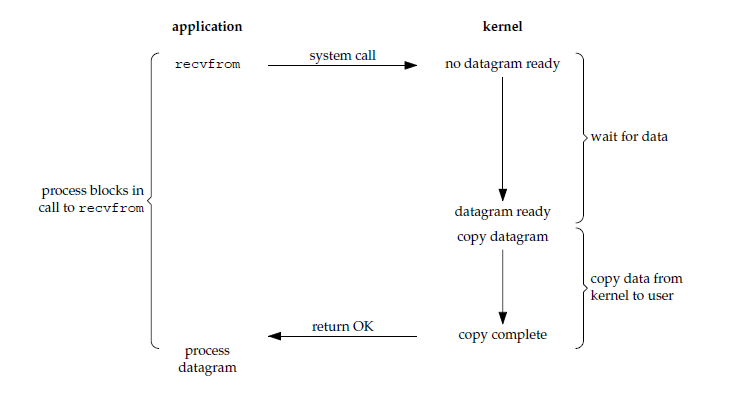 application
kernel
recvfrom
system call
no datagram ready
wait for data
process blocks in
call to recvfrom
datagram ready
copy datagram
copy data from
kernel to user
return OK
copy complete
process
datagram